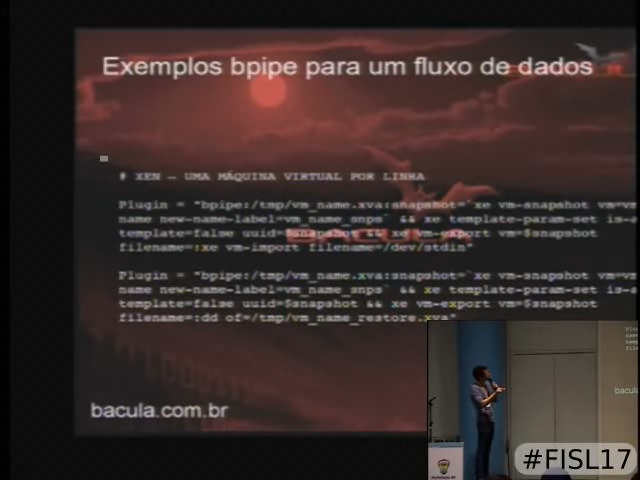 Exemplos bpipe para um fluxo de dados
# XEN – UMA MÁQUINA VIRTUAL POR LINHA
Plugin = "bpipe:/tmp/vm_name.xva:snapshot=`xe vm-snapshot vm=v
name new-name-label=vm_name_snps` && xe template-param-set is-a
template=false uuid=$snapshot && xe vm-export vm=$snapshot
filename=:xe vm-import filename=/dev/stdin"
Plugin = "bpipe:/tmp/vm_name.xva:snapshot=`xe vm-snapshot vm=v
name new-name-label=vm_name_snps` && xe template-param-set is-a
template=false uuid=$snapshot && xe vm-export vm=$snapshot
filename=:dd of=/tmp/vm_name_restore.xva"
BACULA
bacula.com.br
bacula
#FISL17